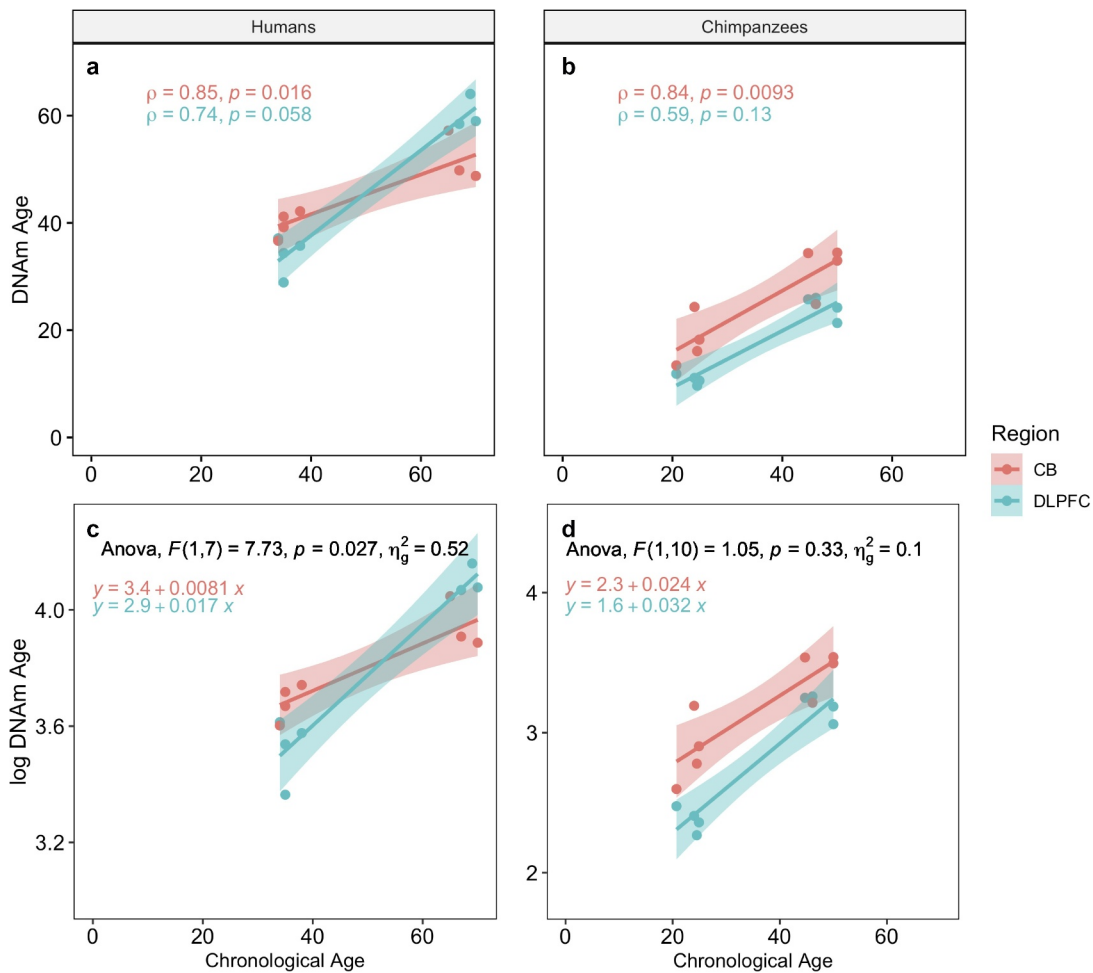 Humans
Chimpanzees
a
ρ = 0.85, p = 0.016
ρ = 0.74, p = 0.058
b
ρ = 0.84, p = 0.0093
ρ = 0.59, p = 0.13
DNAm Age
60
40
20
0
0 20 40 60
0 20 40 60
Region
CB
DLPFC
c
Anova, F(1,7) = 7.73, p = 0.027, η²g = 0.52
y = 3.4 + 0.0081 x
y = 2.9 + 0.017 x
d
Anova, F(1,10) = 1.05, p = 0.33, η²g = 0.1
y = 2.3 + 0.024 x
y = 1.6 + 0.032 x
log DNAm Age
4.0
3.6
3.2
4
3
2
0 20 40 60
0 20 40 60
Chronological Age
Chronological Age